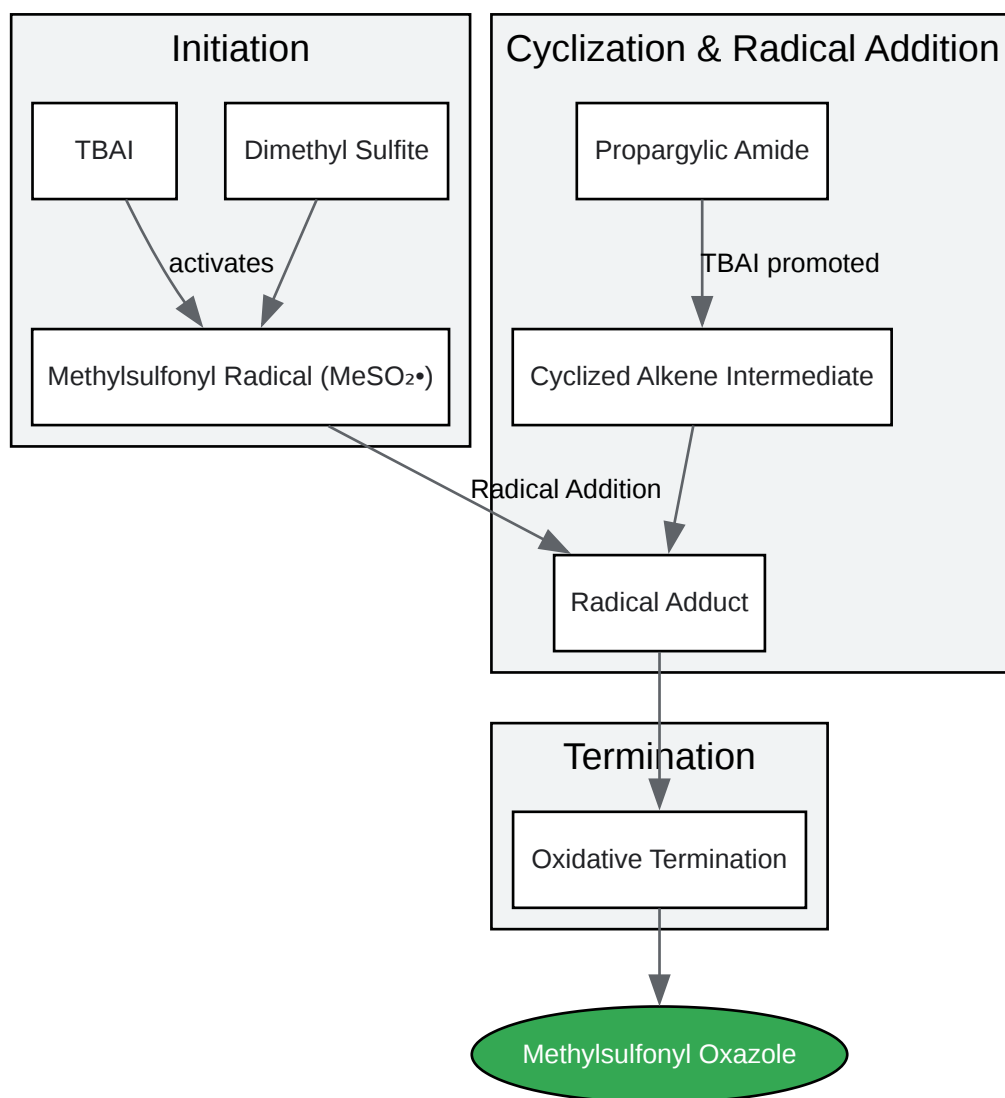 Initiation
Cyclization & Radical Addition
TBAI
Dimethyl Sulfite
Propargylic Amide
activates
TBAI promoted
Methylsulfonyl Radical (MeSO₂•)
Cyclized Alkene Intermediate
Radical Addition
Radical Adduct
Termination
Oxidative Termination
Methylsulfonyl Oxazole